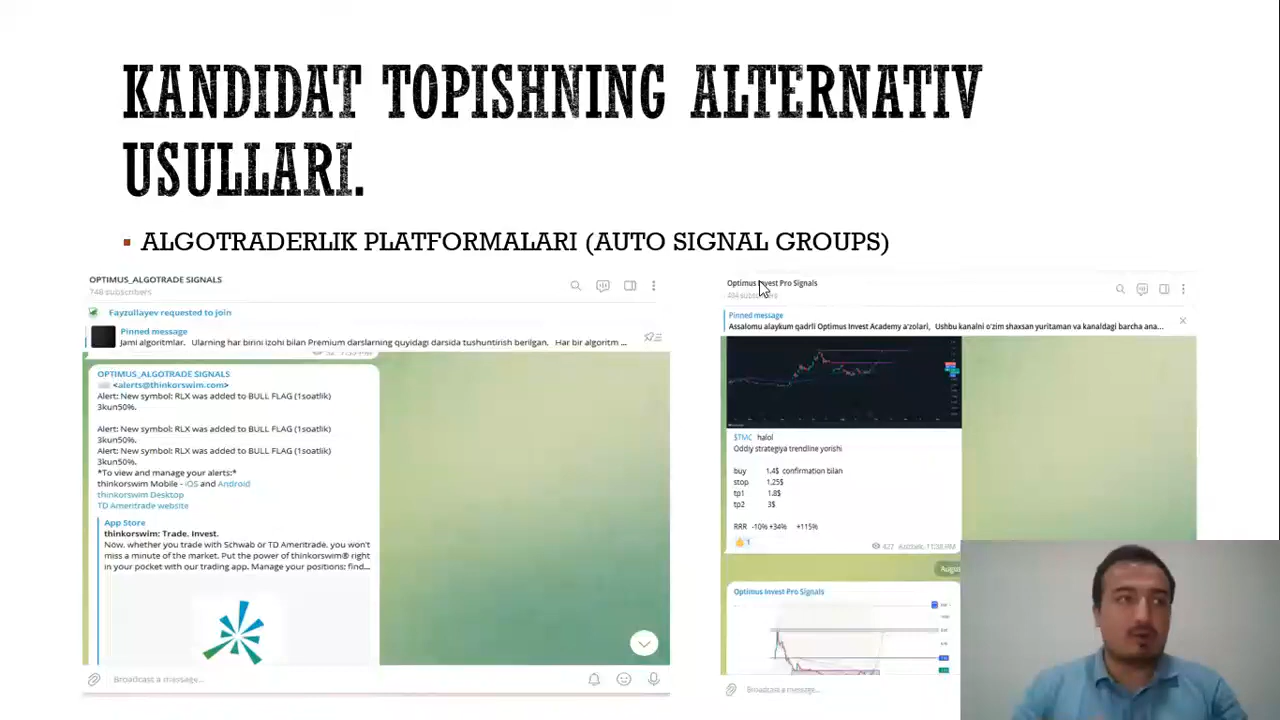 KANDIDAT TOPISHNING ALTERNATIV
USULLARI.
ALGOTRADERLIK PLATFORMALARI (AUTO SIGNAL GROUPS)
OPTIMUS_ALGOTRADE SIGNALS
746 subscribers
Fayzullayev requested to join
Pinned message
Jami algoritmlar. Ularning har birini izohi bilan Premium darslarning quyidagi darsida tushuntirish berilgan. Har bir algoritm ...
OPTIMUS_ALGOTRADE SIGNALS
<alerts@thinkorswim.com>
Alert: New symbol: RLX was added to BULL FLAG (1soatlik)
3kun50%.
Alert: New symbol: RLX was added to BULL FLAG (1soatlik)
3kun50%.
Alert: New symbol: RLX was added to BULL FLAG (1soatlik)
3kun50%.
*To view and manage your alerts:*
thinkorswim Mobile - iOS and Android
thinkorswim Desktop
TD Ameritrade website
App Store
thinkorswim: Trade. Invest.
Now, whether you trade with Schwab or TD Ameritrade, you won't
miss a minute of the market. Put the power of thinkorswim® right
in your pocket with our trading app. Manage your positions; find...
Broadcast a message...
Optimus Invest Pro Signals
484 subscribers
Pinned message
Assalomu alaykum qadrli Optimus Invest Academy a'zolari, Ushbu kanalni o'zim shaxsan yuritaman va kanaldagi barcha ana...
$TMC halol
Oddiy strategiya trendline yorishi
buy 1.4$ confirmation bilan
stop 1.25$
tp1 1.8$
tp2 3$
RRR -10% +34% +115%
1
427
11:38 PM
Optimus Invest Pro Signals
Broadcast a message...